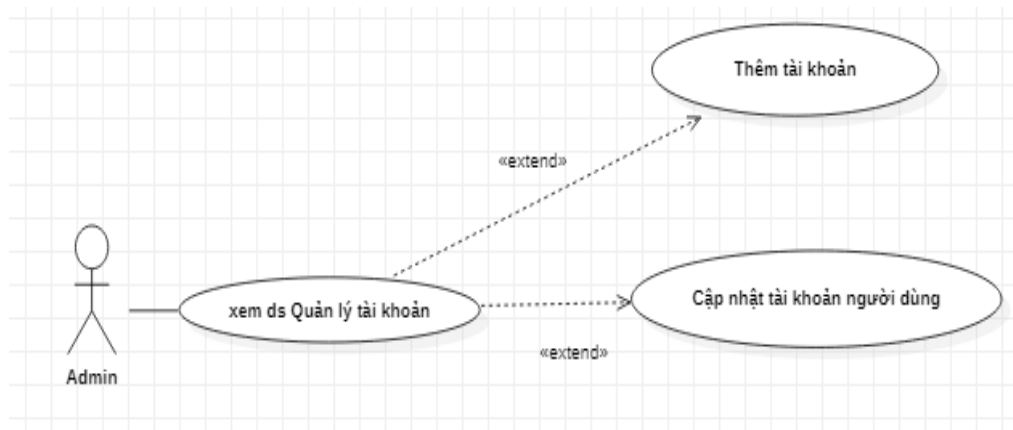 Thêm tài khoản
«extend»
Cập nhật tài khoản người dùng
xem ds Quản lý tài khoản
«extend»
Admin